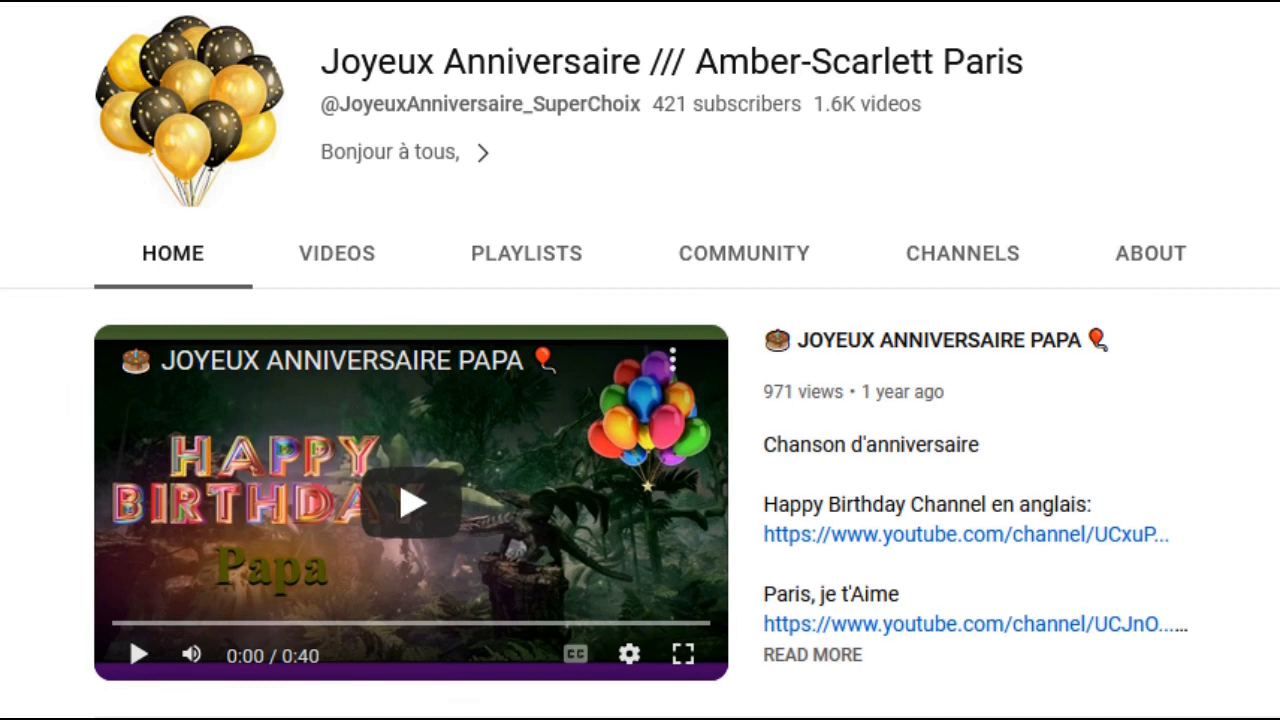 Joyeux Anniversaire /// Amber-Scarlett Paris
@JoyeuxAnniversaire_SuperChoix 421 subscribers 1.6K videos
Bonjour à tous,
HOME VIDEOS PLAYLISTS COMMUNITY CHANNELS ABOUT
🎂 JOYEUX ANNIVERSAIRE PAPA 🎈
HAPPY
BIRTHDA
Papa
0:00 / 0:40
CC
🎂 JOYEUX ANNIVERSAIRE PAPA 🎈
971 views • 1 year ago
Chanson d'anniversaire
Happy Birthday Channel en anglais:
https://www.youtube.com/channel/UCxuP...
Paris, je t'Aime
https://www.youtube.com/channel/UCJnO......
READ MORE